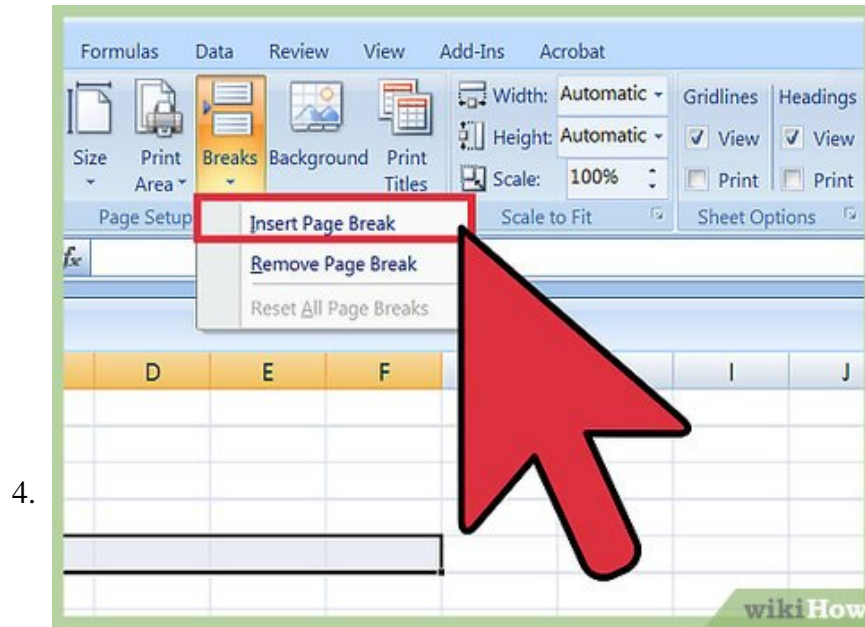 Formulas Data Review View Add-Ins Acrobat
Width: Automatic Gridlines Headings
Height: Automatic View View
Size Print Area Breaks Background Print Titles Scale: 100% Print Print
Page Setup Scale to Fit Sheet Options
Insert Page Break
fx
Remove Page Break
Reset All Page Breaks
D E F I J
4.
wikiHow